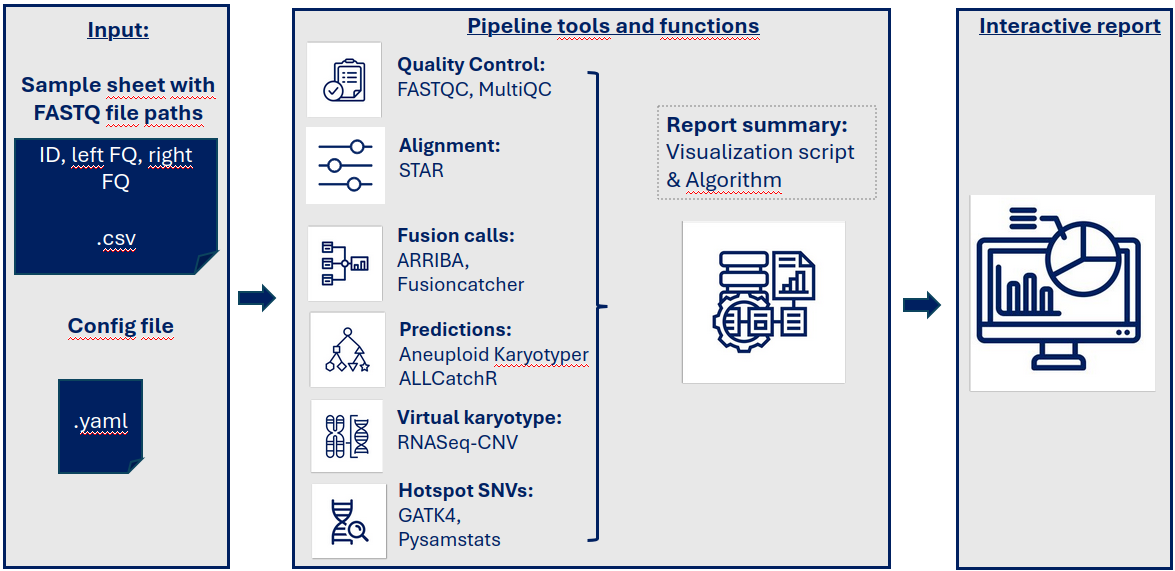 Input:
Sample sheet with
FASTQ file paths
ID, left FQ, right
FQ
.csv
Config file
.yaml
Pipeline tools and functions
Quality Control:
FASTQC, MultiQC
Alignment:
STAR
Fusion calls:
ARRIBA,
Fusioncatcher
Predictions:
Aneuploid Karyotyper
ALLCatchR
Virtual karyotype:
RNASeq-CNV
Hotspot SNVs:
GATK4,
Pysamstats
Report summary:
Visualization script
& Algorithm
Interactive report